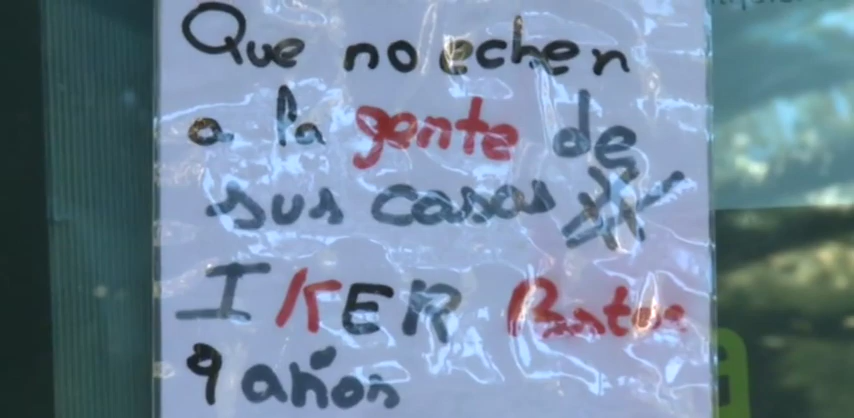 Que no echen
a la gente de
sus casas
IKER
9 años